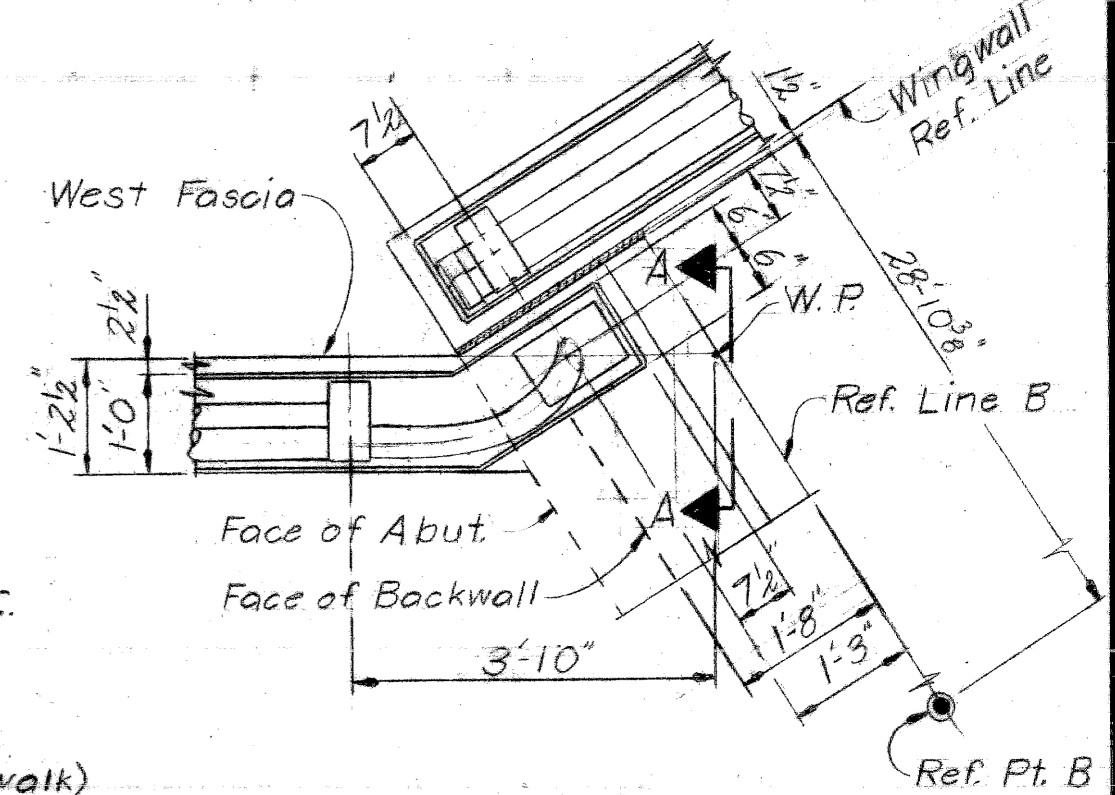 Wingwall
Ref. Line
1½"
7½"
West Fascia
7½"
6"
6"
A
W.P.
28'-10⅜"
2½"
1'-2½"
1'-0"
Ref. Line B
A
Face of Abut.
Face of Backwall
7½"
1'-8"
1'-3"
3'-10"
Ref. Pt. B
walk)